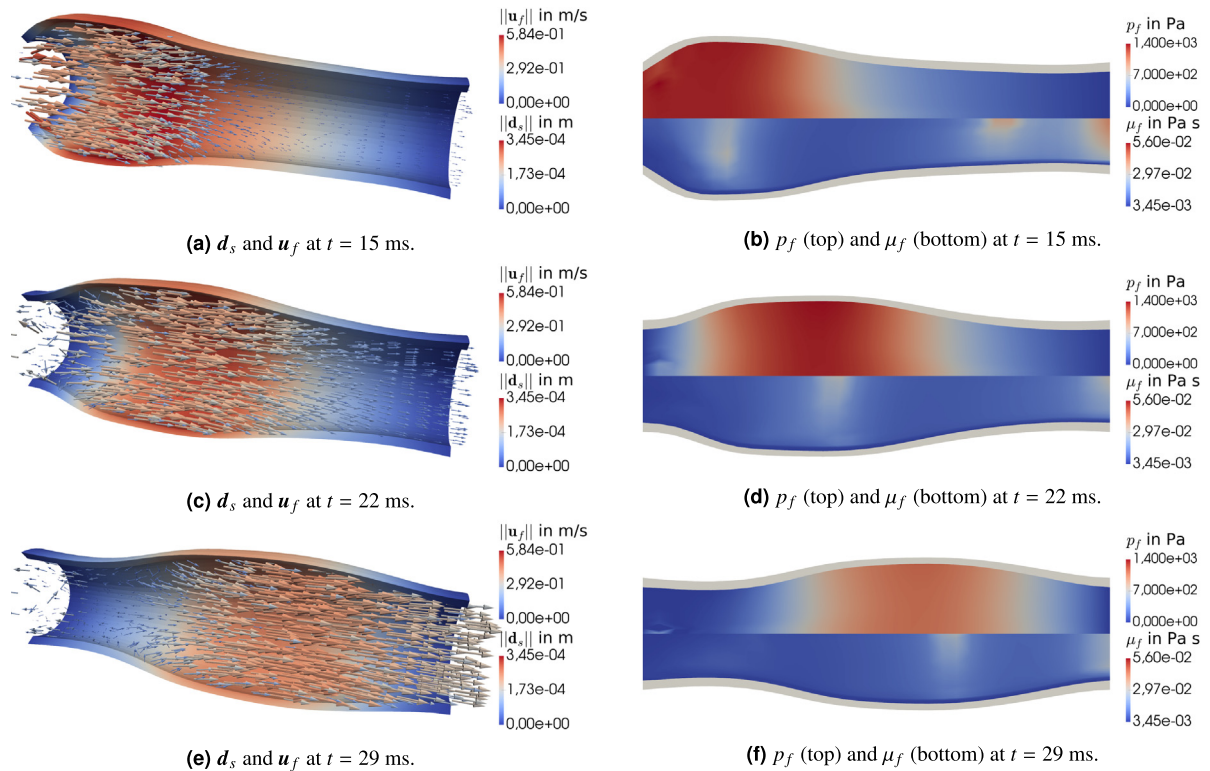 ||u_f|| in m/s
5,84e-01
2,92e-01
0,00e+00
||d_s|| in m
3,45e-04
1,73e-04
0,00e+00
(a) d_s and u_f at t = 15 ms.
p_f in Pa
1,400e+03
7,000e+02
0,000e+00
μ_f in Pa s
5,60e-02
2,97e-02
3,45e-03
(b) p_f (top) and μ_f (bottom) at t = 15 ms.
||u_f|| in m/s
5,84e-01
2,92e-01
0,00e+00
||d_s|| in m
3,45e-04
1,73e-04
0,00e+00
(c) d_s and u_f at t = 22 ms.
p_f in Pa
1,400e+03
7,000e+02
0,000e+00
μ_f in Pa s
5,60e-02
2,97e-02
3,45e-03
(d) p_f (top) and μ_f (bottom) at t = 22 ms.
||u_f|| in m/s
5,84e-01
2,92e-01
0,00e+00
||d_s|| in m
3,45e-04
1,73e-04
0,00e+00
(e) d_s and u_f at t = 29 ms.
p_f in Pa
1,400e+03
7,000e+02
0,000e+00
μ_f in Pa s
5,60e-02
2,97e-02
3,45e-03
(f) p_f (top) and μ_f (bottom) at t = 29 ms.